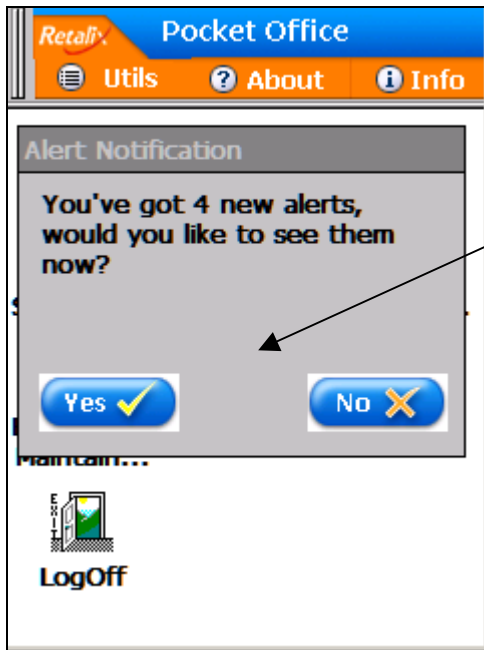 Retalix Pocket Office
Utils About Info
Alert Notification
You've got 4 new alerts,
would you like to see them
now?
Yes No
Maintain...
EXIT
LogOff